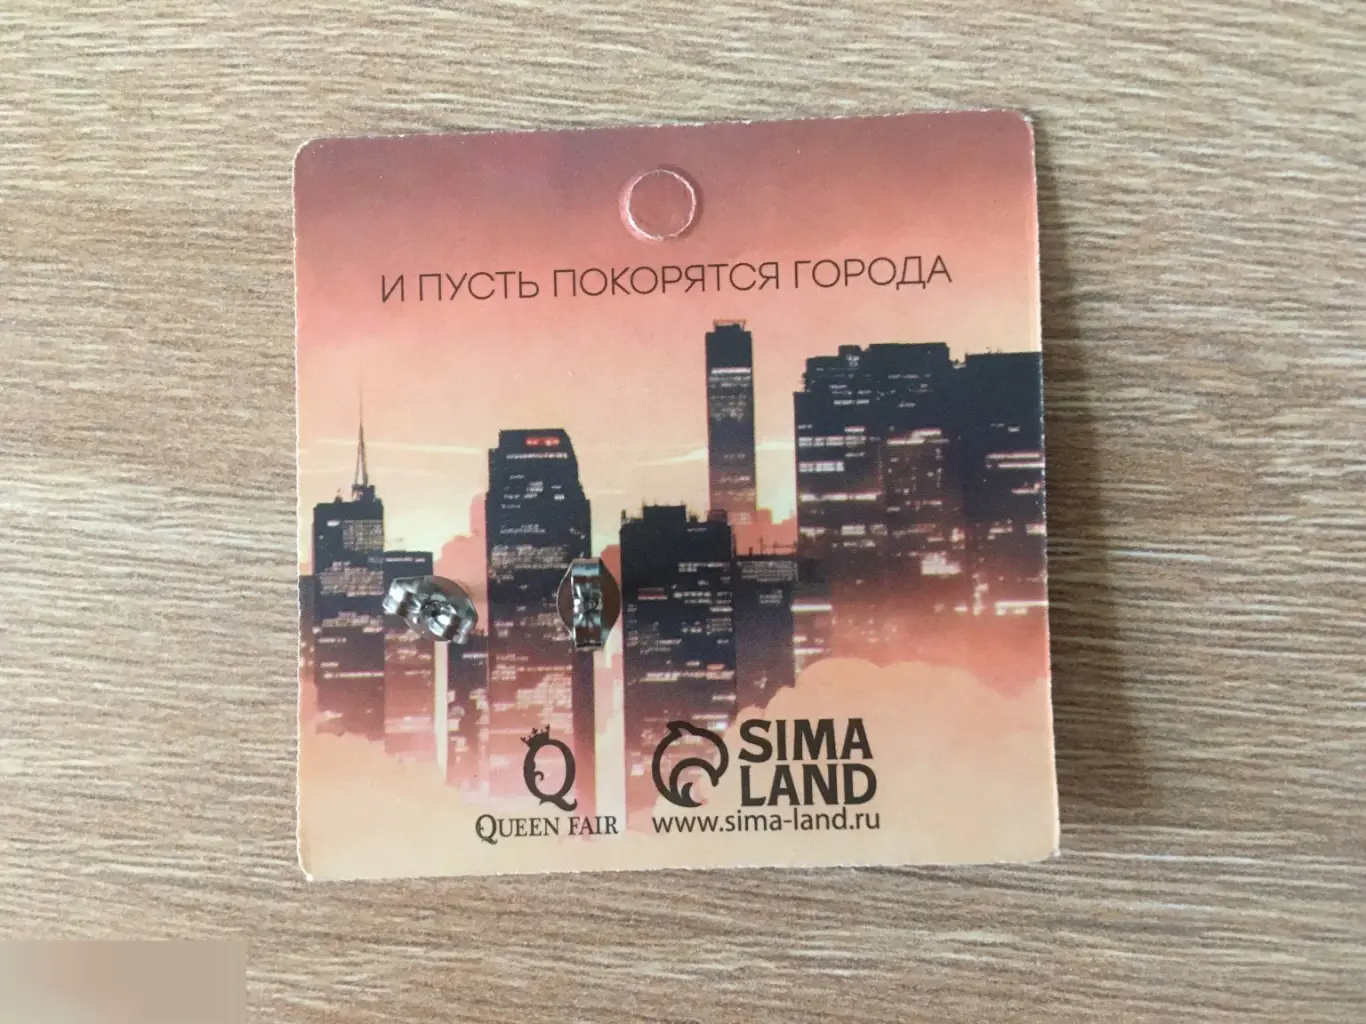 И ПУСТЬ ПОКОРЯТСЯ ГОРОДА
Q
QUEEN FAIR
SIMA
LAND
www.sima-land.ru